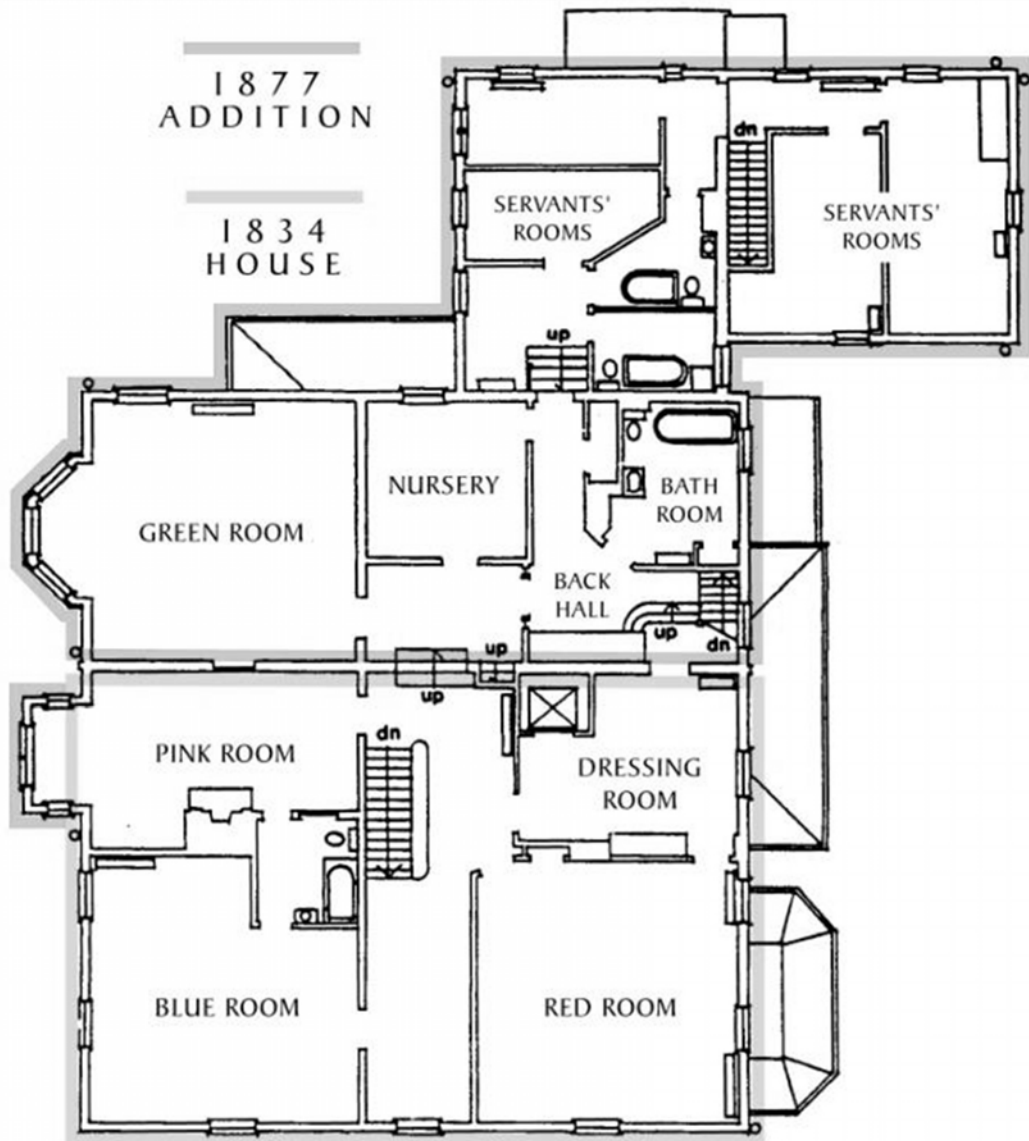 1877
ADDITION
1834
HOUSE
dn
SERVANTS'
ROOMS
SERVANTS'
ROOMS
up
NURSERY
GREEN ROOM
BATH
ROOM
BACK
HALL
up
dn
up
up
dn
PINK ROOM
DRESSING
ROOM
BLUE ROOM
RED ROOM